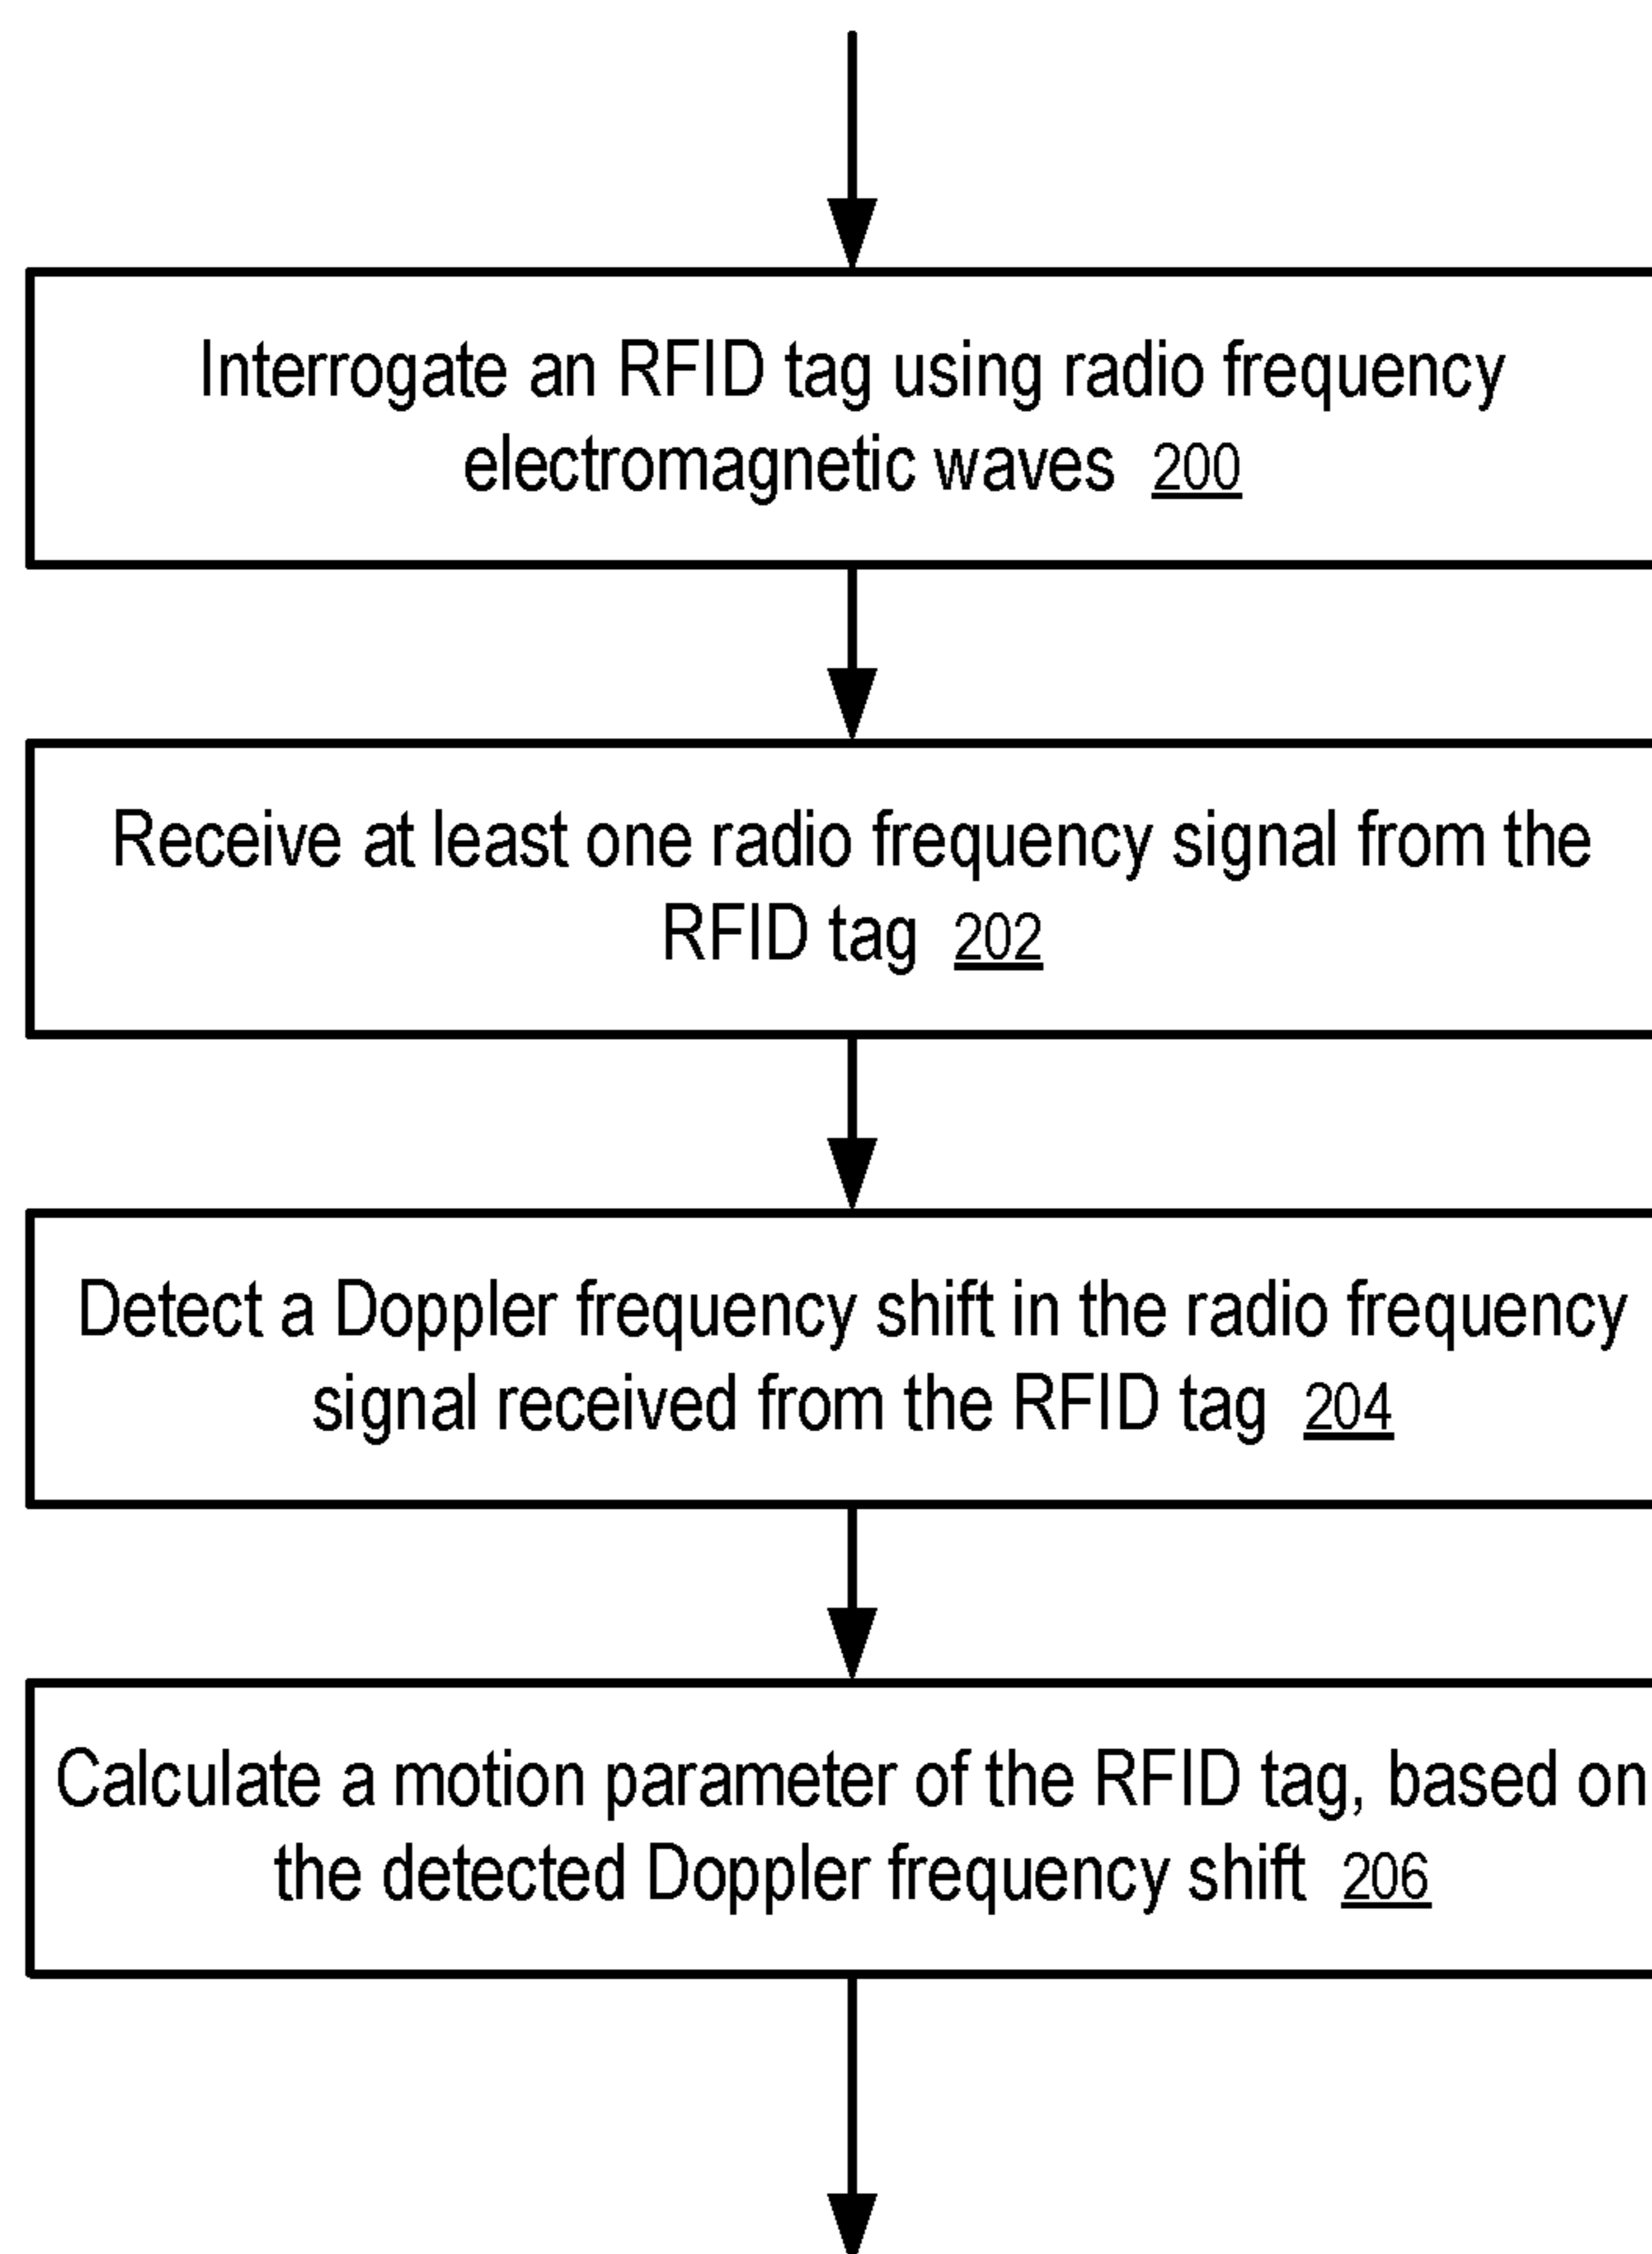 Interrogate an RFID tag using radio frequency
electromagnetic waves 200
Receive at least one radio frequency signal from the
RFID tag 202
Detect a Doppler frequency shift in the radio frequency
signal received from the RFID tag 204
Calculate a motion parameter of the RFID tag, based on
the detected Doppler frequency shift 206